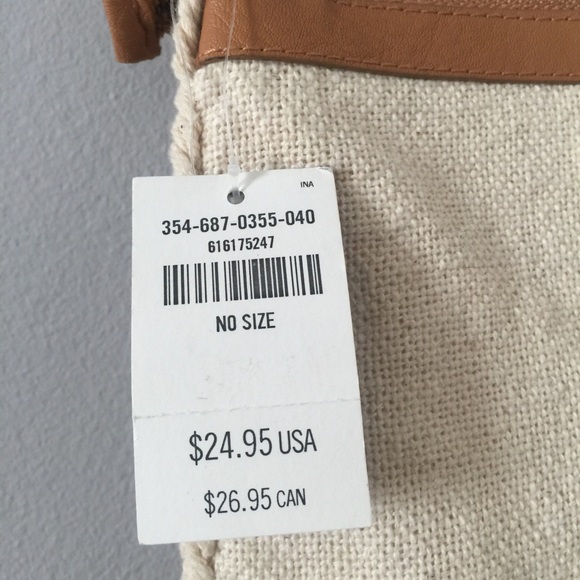 INA
354-687-0355-040
616175247
NO SIZE
$24.95 USA
$26.95 CAN